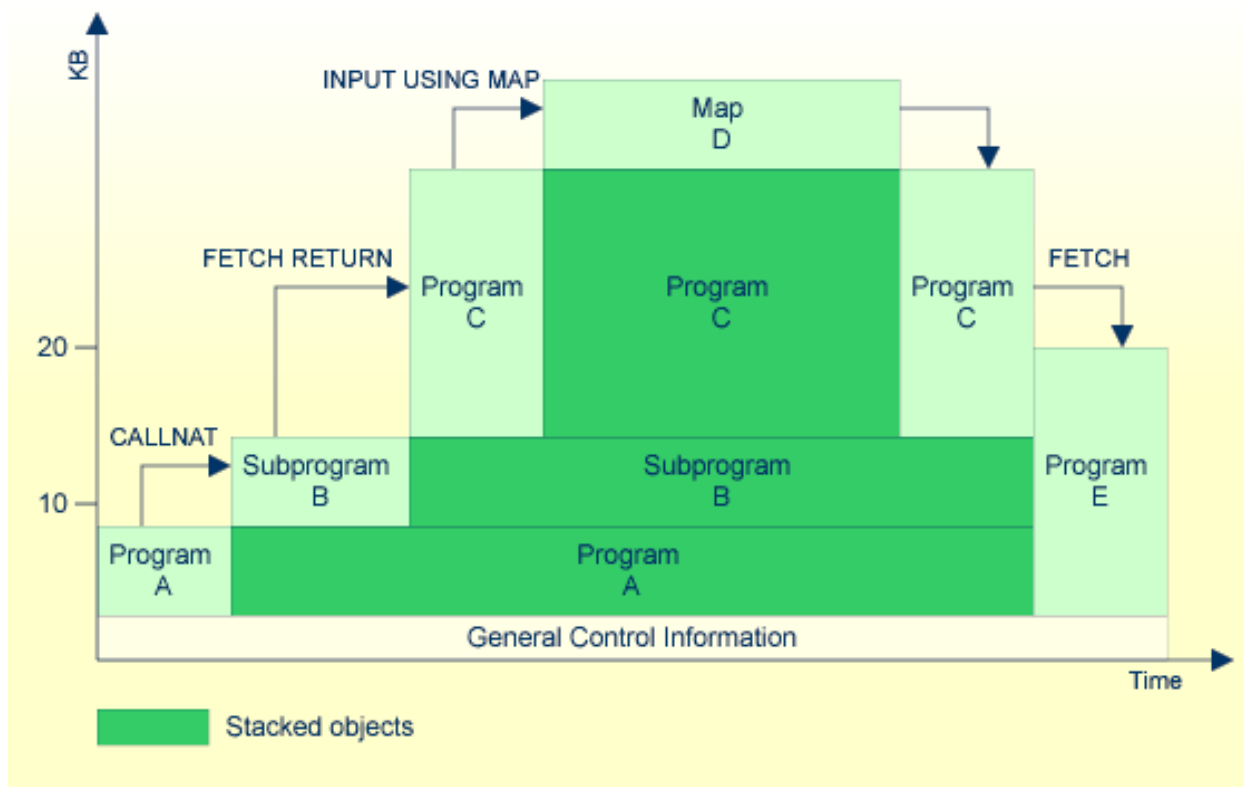 KB
INPUT USING MAP
Map
D
FETCH RETURN
Program
C
Program
C
Program
C
FETCH
20
CALLNAT
Subprogram
B
Subprogram
B
Program
E
10
Program
A
Program
A
General Control Information
Time
Stacked objects